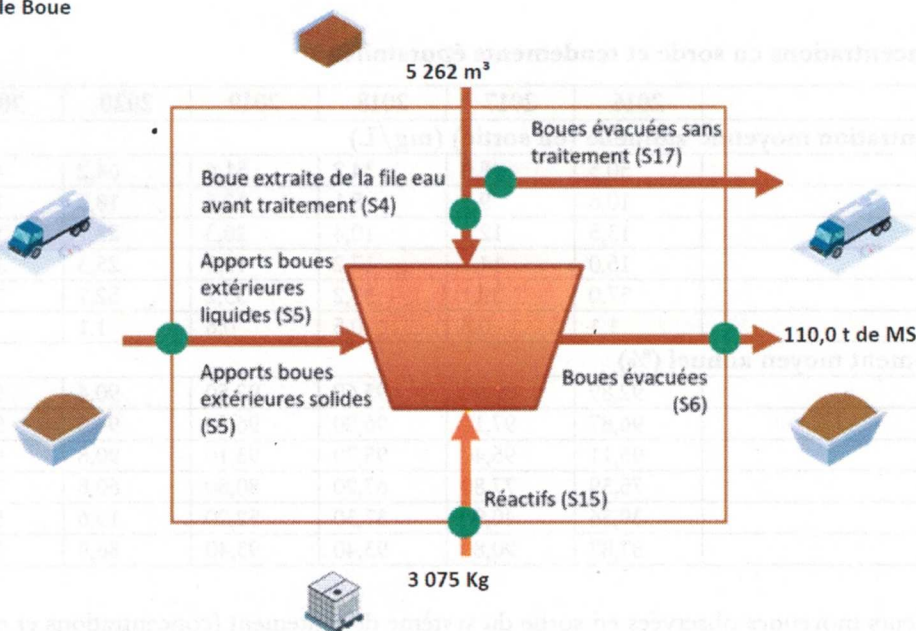 le Boue
5 262 m³
Boues évacuées sans
traitement (S17)
Boue extraite de la file eau
avant traitement (S4)
Apports boues
extérieures
liquides (S5)
110,0 t de MS
Apports boues
extérieures solides
(S5)
Boues évacuées
(S6)
Réactifs (S15)
3 075 Kg